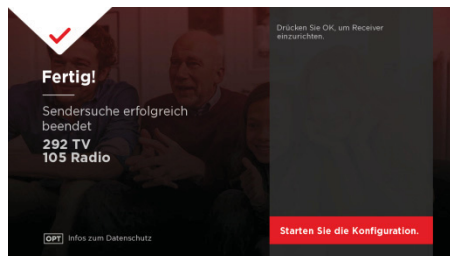 Fertig!
Sendersuche erfolgreich
beendet
292 TV
105 Radio
OPT Infos zum Datenschutz
Drücken Sie OK, um Receiver
einzurichten.
Starten Sie die Konfiguration.